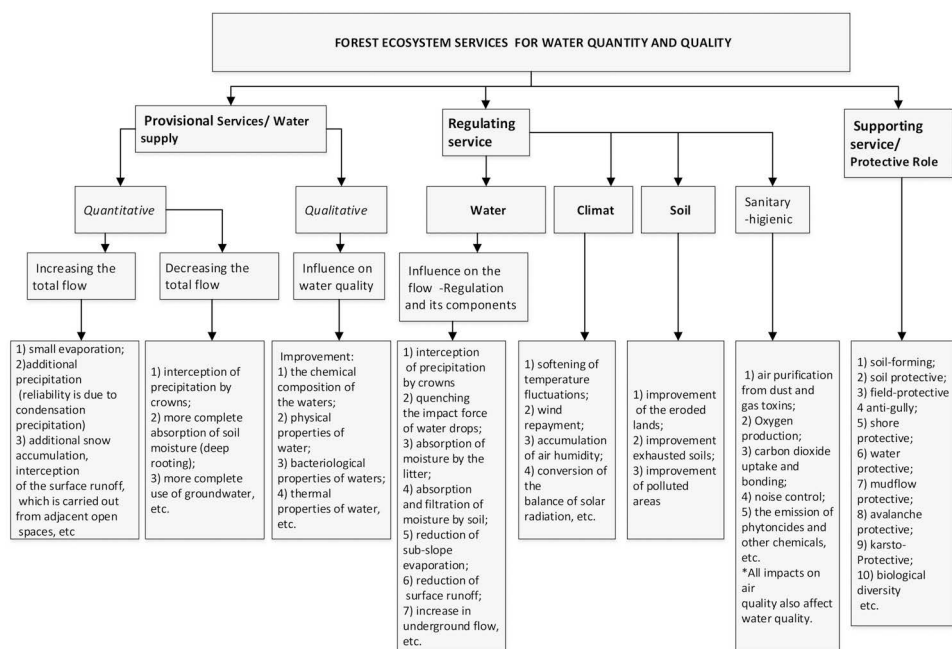 FOREST ECOSYSTEM SERVICES FOR WATER QUANTITY AND QUALITY
Provisional Services/ Water
supply
Regulating
service
Supporting
service/
Protective Role
Quantitative
Qualitative
Water
Climat
Soil
Sanitary
-higienic
Increasing the
total flow
Decreasing the
total flow
Influence on
water quality
Influence on the
flow -Regulation
and its components
1) small evaporation;
2)additional
precipitation
(reliability is due to
condensation
precipitation)
3) additional snow
accumulation,
interception
of the surface runoff,
which is carried out
from adjacent open
spaces, etc
1) interception of
precipitation by
crowns;
2) more complete
absorption of soil
moisture (deep
rooting);
3) more complete
use of groundwater,
etc.
Improvement:
1) the chemical
composition of
the waters;
2) physical
properties of
water;
3) bacteriological
properties of waters;
4) thermal
properties of water,
etc.
1) interception
of precipitation
by crowns
2) quenching
the impact force
of water drops;
3) absorption of
moisture by the
litter;
4) absorption
and filtration of
moisture by soil;
5) reduction of
sub-slope
evaporation;
6) reduction of
surface runoff;
7) increase in
underground flow,
etc.
1) softening of
temperature
fluctuations;
2) wind
repayment;
3) accumulation
of air humidity;
4) conversion of
the
balance of solar
radiation, etc.
1) improvement
of the eroded
lands;
2) improvement
exhausted soils;
3) improvement
of polluted
areas
1) air purification
from dust and
gas toxins;
2) Oxygen
production;
3) carbon dioxide
uptake and
bonding;
4) noise control;
5) the emission of
phytoncides and
other chemicals,
etc.
*All impacts on
air
quality also affect
water quality.
1) soil-forming;
2) soil protective;
3) field-protective
4 anti-gully;
5) shore
protective;
6) water
protective;
7) mudflow
protective;
8) avalanche
protective;
9) karsto-
Protective;
10) biological
diversity
etc.